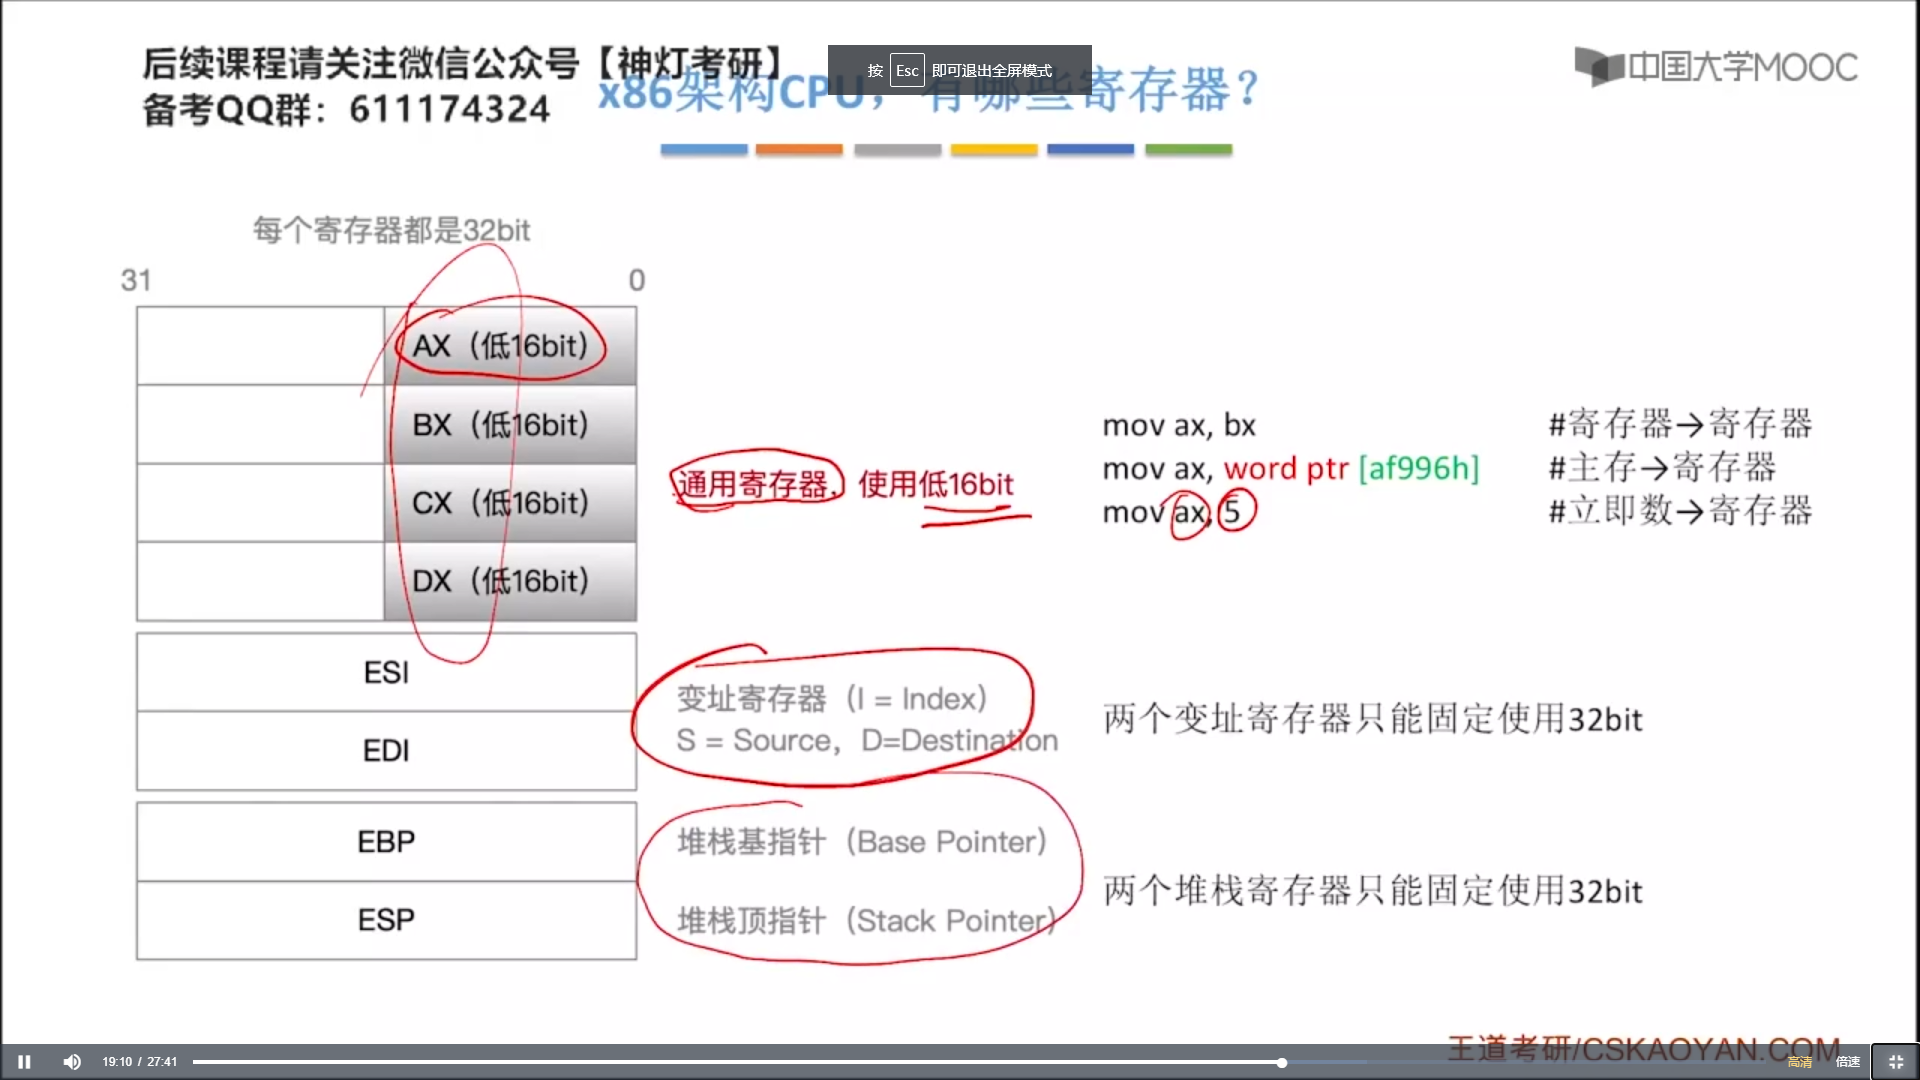 后续课程请关注微信公众号【神灯考研】
备考QQ群：611174324
按 Esc 即可退出全屏模式
x86架构CPU，有哪些寄存器？
中国大学MOOC
每个寄存器都是32bit
31 0
AX（低16bit）
BX（低16bit）
CX（低16bit）
DX（低16bit）
通用寄存器，使用低16bit
mov ax, bx #寄存器→寄存器
mov ax, word ptr [af996h] #主存→寄存器
mov ax, 5 #立即数→寄存器
ESI
EDI
变址寄存器（I = Index）
S = Source，D=Destination
两个变址寄存器只能固定使用32bit
EBP
ESP
堆栈基指针（Base Pointer）
堆栈顶指针（Stack Pointer）
两个堆栈寄存器只能固定使用32bit
王道考研/CSKAOYAN.COM
19:10 / 27:41
高清 倍速